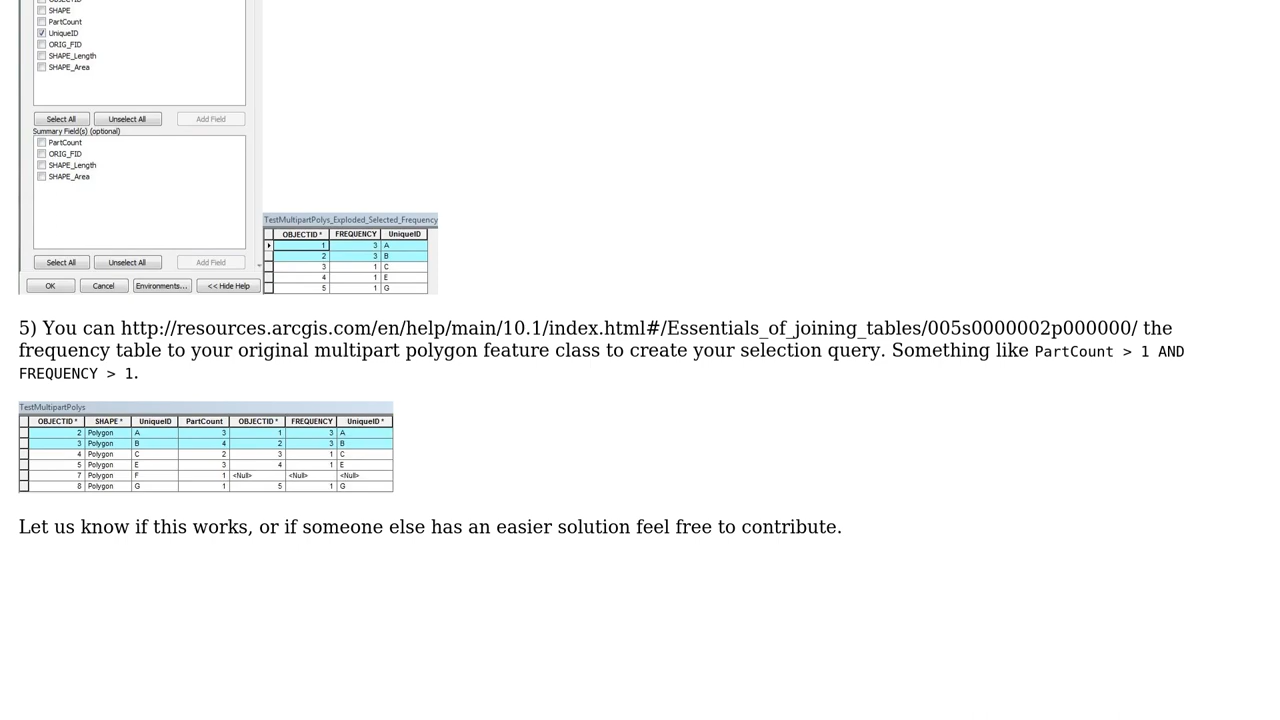 SHAPE
PartCount
UniqueID
ORIG_FID
SHAPE_Length
SHAPE_Area
Select All Unselect All Add Field
Summary Field(s) (optional)
PartCount
ORIG_FID
SHAPE_Length
SHAPE_Area
Select All Unselect All Add Field
OK Cancel Environments... << Hide Help
TestMultipartPolys_Exploded_Selected_Frequency
OBJECTID * FREQUENCY UniqueID
1 3 A
2 3 B
3 1 C
4 1 E
5 1 G
5) You can http://resources.arcgis.com/en/help/main/10.1/index.html#/Essentials_of_joining_tables/005s0000002p000000/ the
frequency table to your original multipart polygon feature class to create your selection query. Something like PartCount > 1 AND
FREQUENCY > 1.
TestMultipartPolys
OBJECTID * SHAPE * UniqueID PartCount OBJECTID * FREQUENCY UniqueID *
2 Polygon A 3 1 3 A
3 Polygon B 4 2 3 B
4 Polygon C 2 3 1 C
5 Polygon E 3 4 1 E
7 Polygon F 1 <Null> <Null> <Null>
8 Polygon G 1 5 1 G
Let us know if this works, or if someone else has an easier solution feel free to contribute.